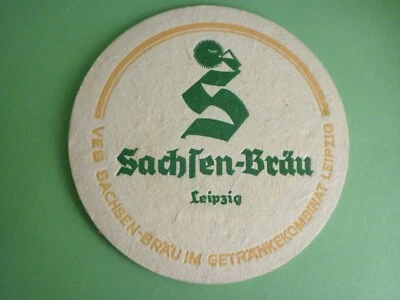 S
Sachsen-Bräu
Leipzig
VEB SACHSEN-BRÄU IM GETRÄNKEKOMBINAT LEIPZIG